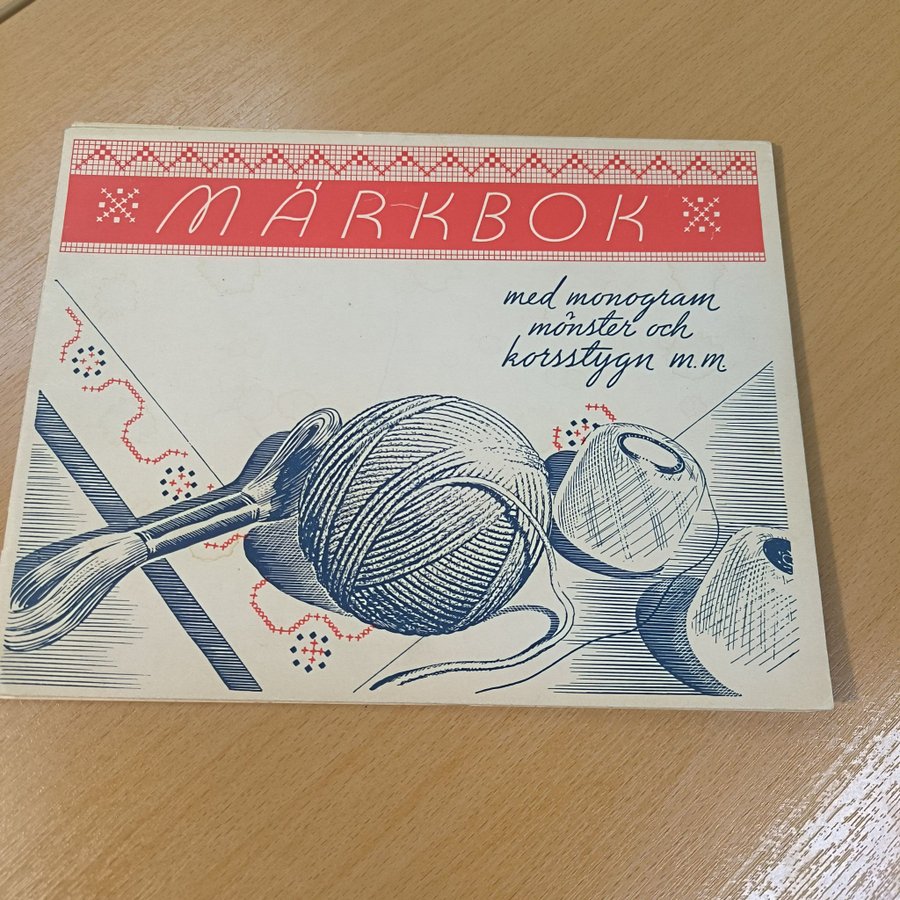 MÄRKBOK
med monogram
mönster och
korsstygn m.m.